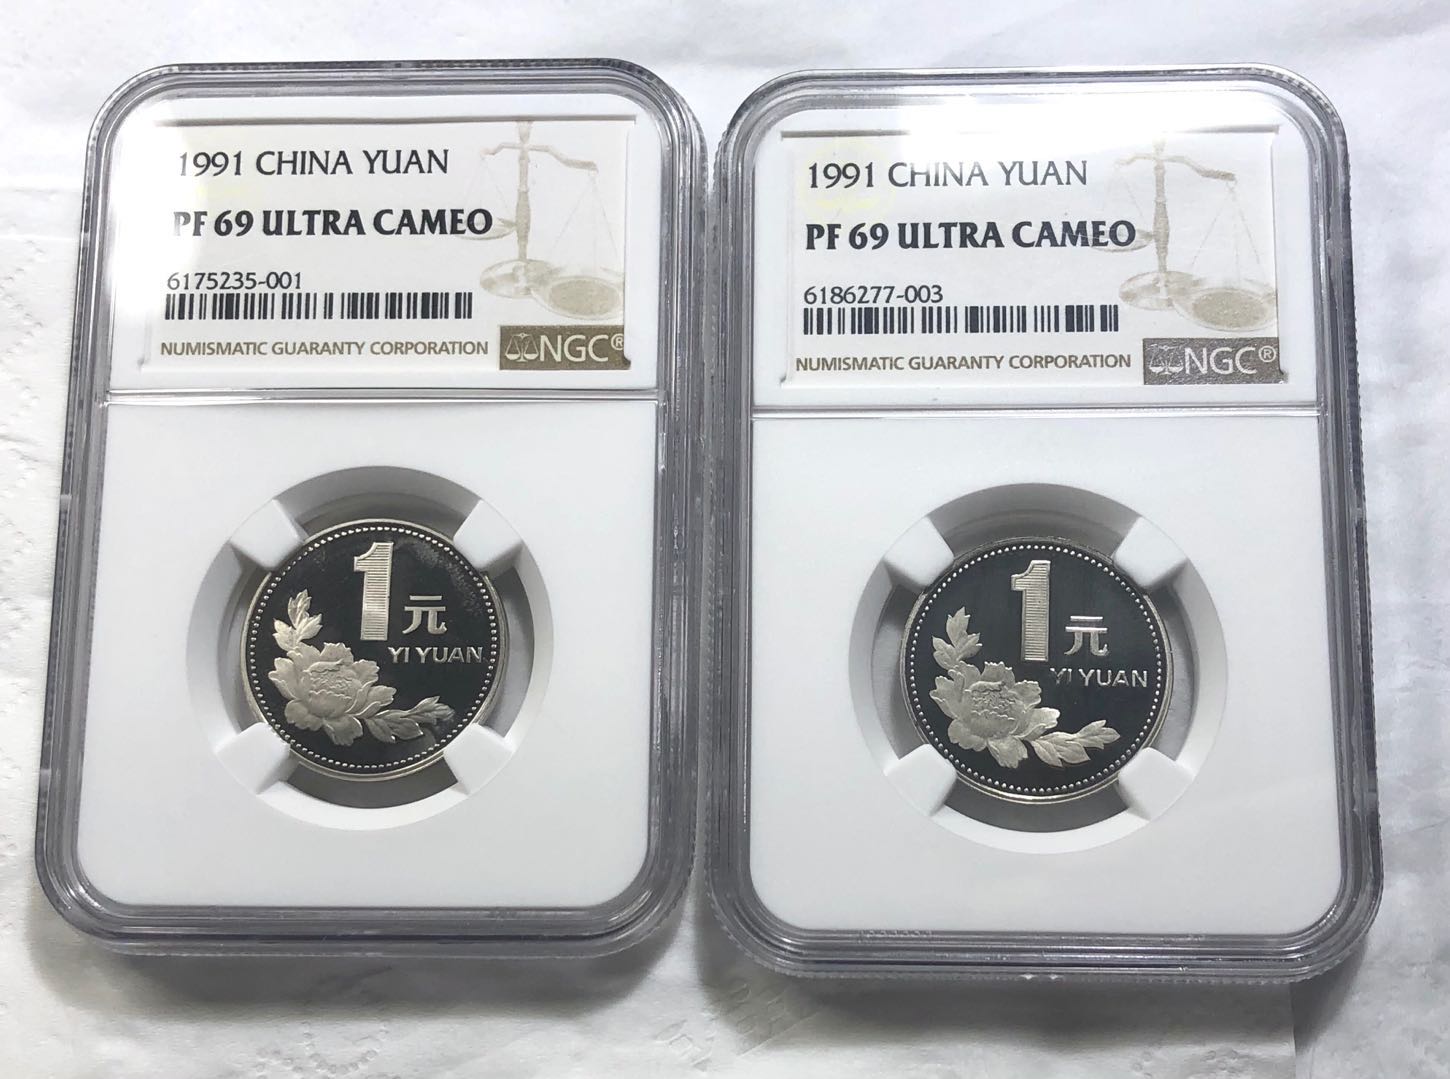 1991 CHINA YUAN
PF 69 ULTRA CAMEO
6175235-001
NUMISMATIC GUARANTY CORPORATION
NGC®
1元
YI YUAN
1991 CHINA YUAN
PF 69 ULTRA CAMEO
6186277-003
NUMISMATIC GUARANTY CORPORATION
NGC®
1元
YI YUAN